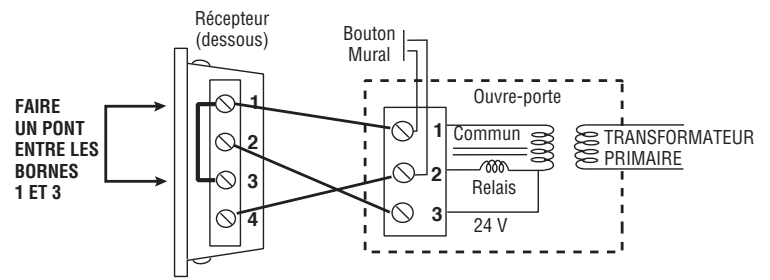 Récepteur
(dessous)
Bouton
Mural
FAIRE
UN PONT
ENTRE LES
BORNES
1 ET 3
1
2
3
4
Ouvre-porte
1
Commun
2
Relais
3
24 V
TRANSFORMATEUR
PRIMAIRE